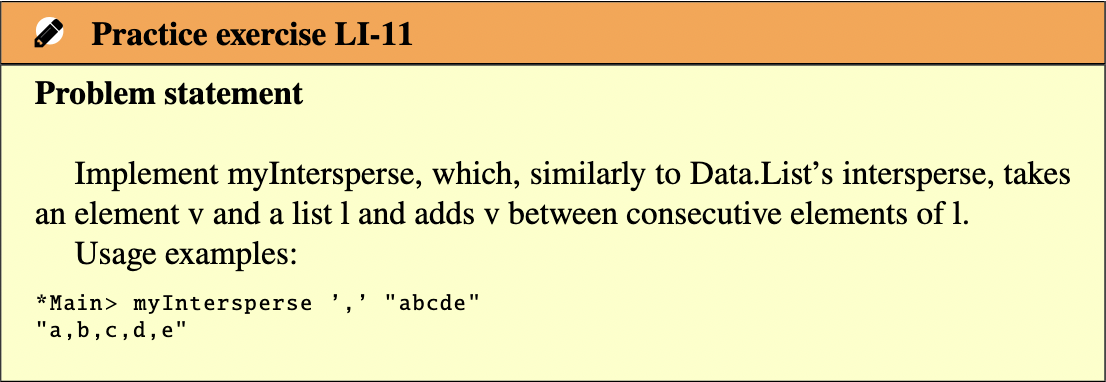 Practice exercise LI-11
Problem statement
Implement myIntersperse, which, similarly to Data.List’s intersperse, takes
an element v and a list l and adds v between consecutive elements of l.
Usage examples:
*Main> myIntersperse ’,’ "abcde"
"a,b,c,d,e"